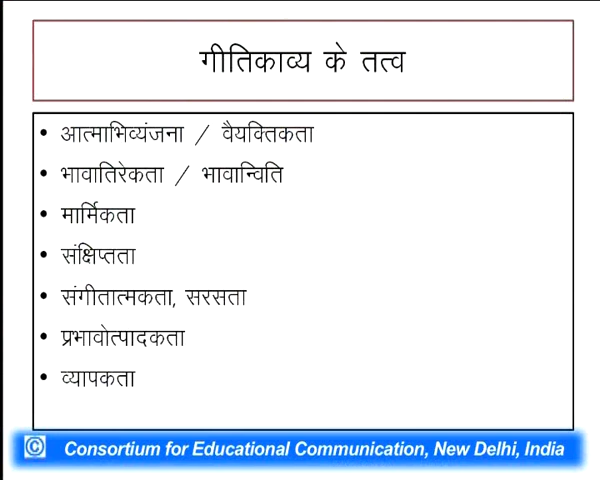 गीतिकाव्य के तत्व
• आत्माभिव्यंजना / वैयक्तिकता
• भावातिरेकता / भावान्विति
• मार्मिकता
• संक्षिप्तता
• संगीतात्मकता, सरसता
• प्रभावोत्पादकता
• व्यापकता
© Consortium for Educational Communication, New Delhi, India